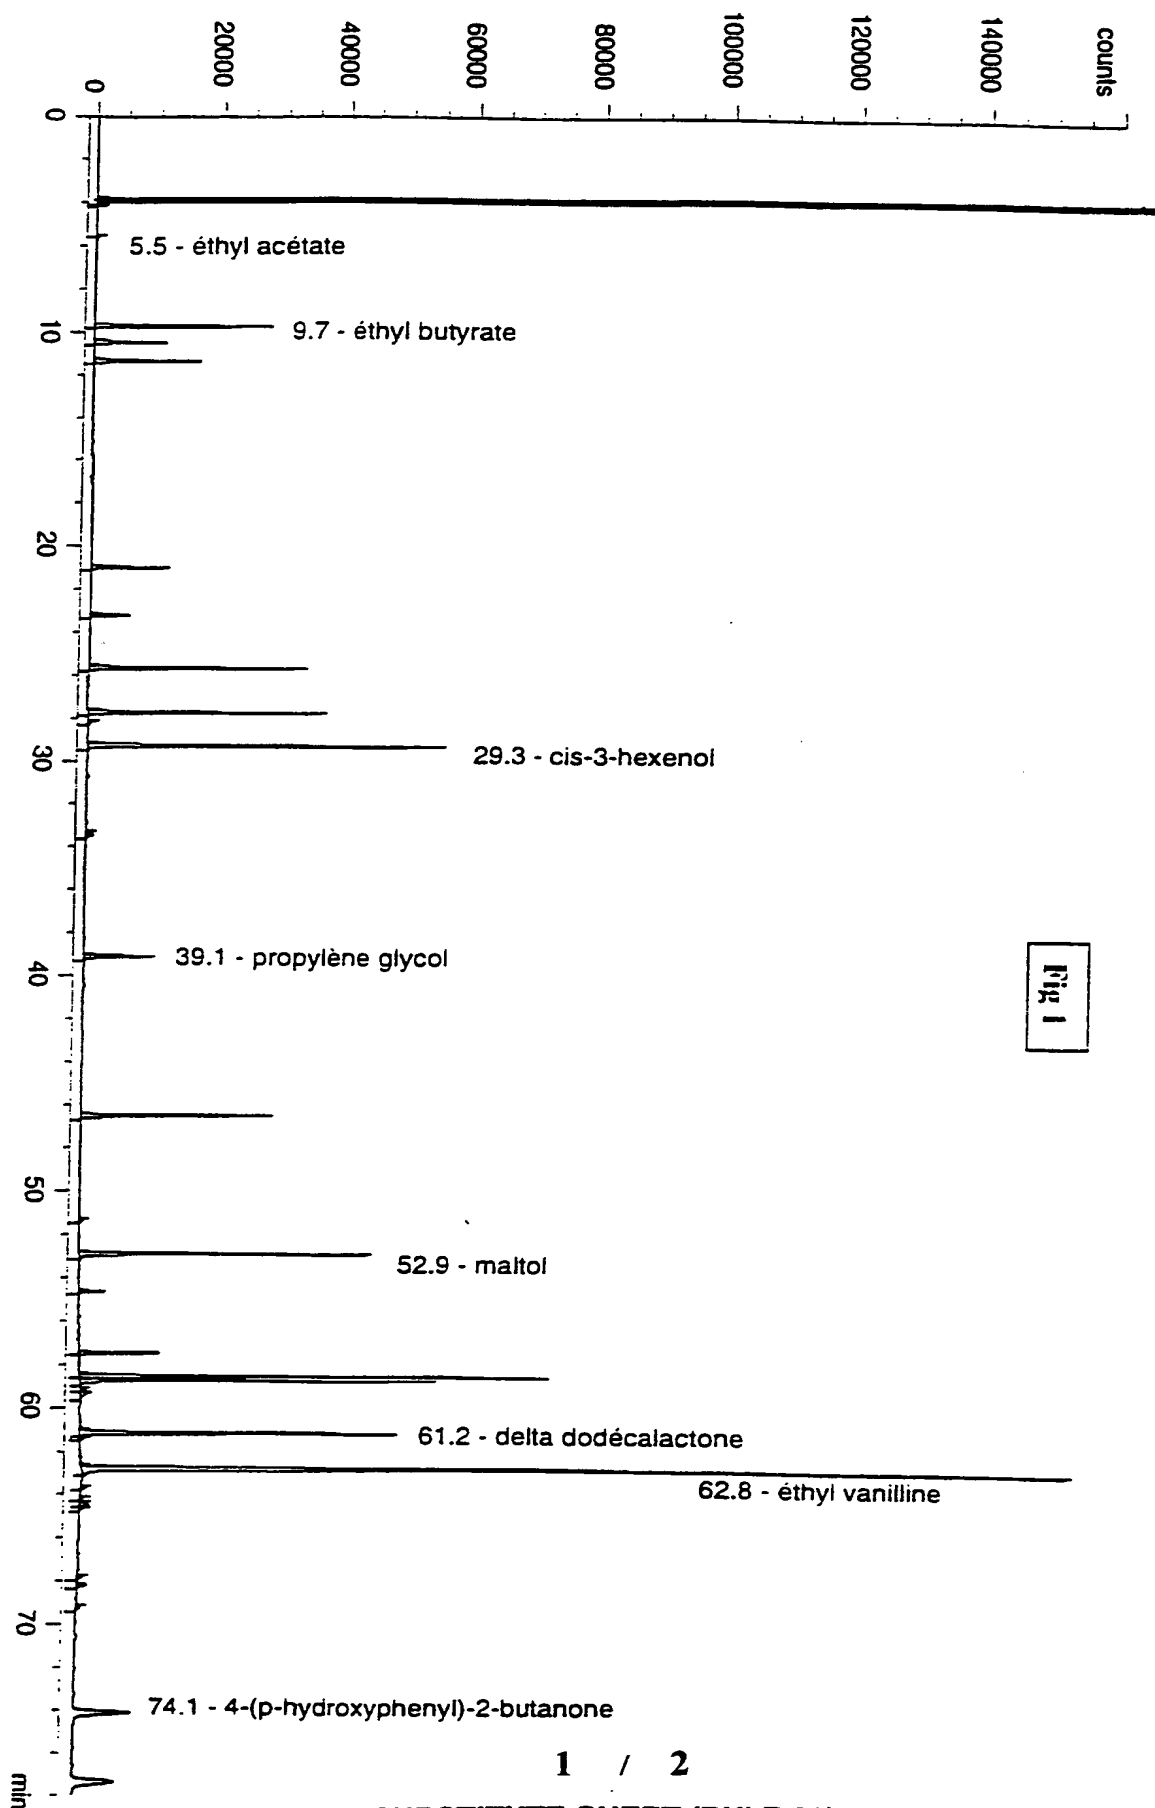 counts
140000
120000
100000
80000
60000
40000
20000
0
0
5.5 - éthyl acétate
9.7 - éthyl butyrate
10
20
29.3 - cis-3-hexenol
30
Fig 1
39.1 - propylène glycol
40
50
52.9 - maltol
60
61.2 - delta dodécalactone
62.8 - éthyl vanilline
70
74.1 - 4-(p-hydroxyphenyl)-2-butanone
1 / 2
min